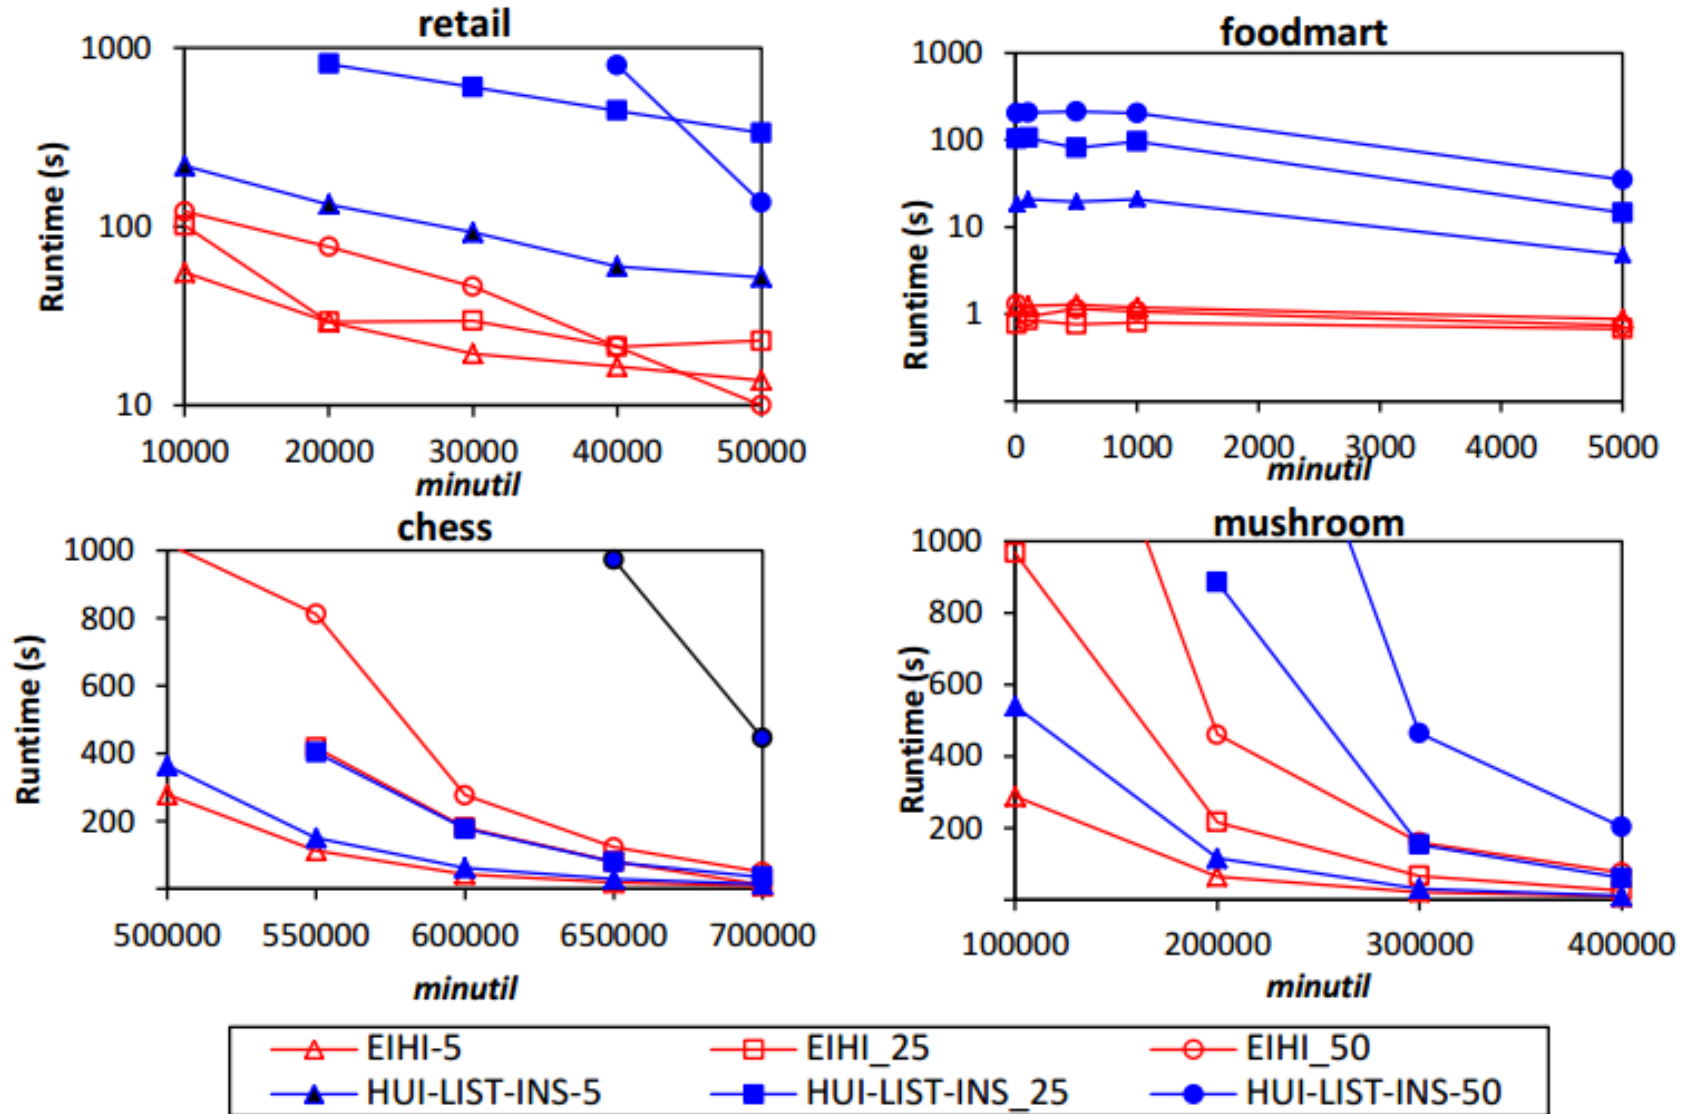 retail
1000
100
10
Runtime (s)
10000 20000 30000 40000 50000
minutil
foodmart
1000
100
10
1
Runtime (s)
0 1000 2000 3000 4000 5000
minutil
chess
1000
800
600
400
200
Runtime (s)
500000 550000 600000 650000 700000
minutil
mushroom
1000
800
600
400
200
Runtime (s)
100000 200000 300000 400000
minutil
EIHI-5 EIHI_25 EIHI_50
HUI-LIST-INS-5 HUI-LIST-INS_25 HUI-LIST-INS-50